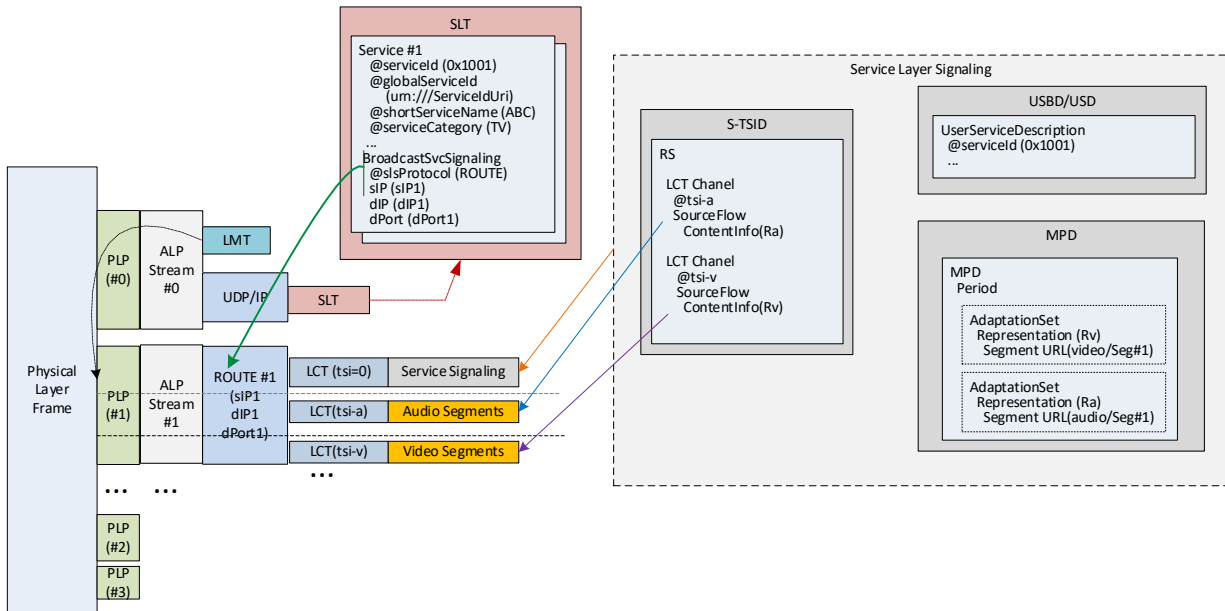 SLT
Service #1
@serviceId (0x1001)
@globalServiceId
(urn:///ServiceIdUri)
@shortServiceName (ABC)
@serviceCategory (TV)
...
BroadcastSvcSignaling
@slsProtocol (ROUTE)
sIP (sIP1)
dIP (dIP1)
dPort (dPort1)
Service Layer Signaling
S-TSID
RS
LCT Chanel
@tsi-a
SourceFlow
ContentInfo(Ra)
LCT Chanel
@tsi-v
SourceFlow
ContentInfo(Rv)
USBD/USD
UserServiceDescription
@serviceId (0x1001)
...
MPD
MPD
Period
AdaptationSet
Representation (Rv)
Segment URL(video/Seg#1)
AdaptationSet
Representation (Ra)
Segment URL(audio/Seg#1)
Physical
Layer
Frame
PLP
(#0)
ALP
Stream
#0
LMT
UDP/IP
SLT
PLP
(#1)
ALP
Stream
#1
ROUTE #1
(sIP1
dIP1
dPort1)
LCT (tsi=0)
Service Signaling
LCT(tsi-a)
Audio Segments
LCT(tsi-v)
Video Segments
...
...
...
PLP
(#2)
PLP
(#3)